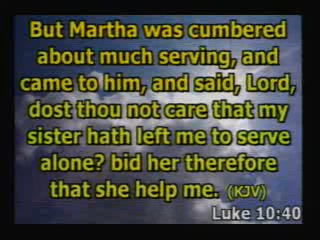 But Martha was cumbered
about much serving, and
came to him, and said, Lord,
dost thou not care that my
sister hath left me to serve
alone? bid her therefore
that she help me. (KJV)
Luke 10:40